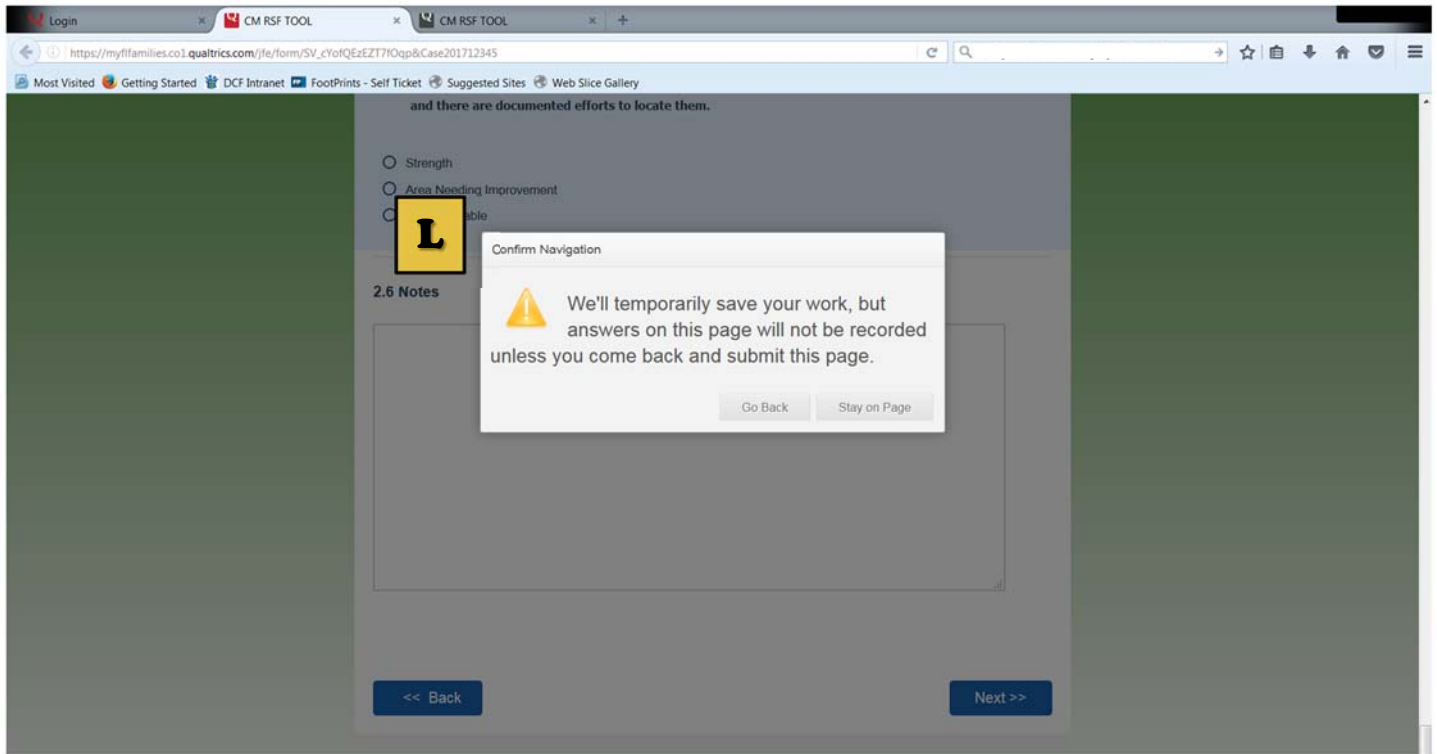 Login × CM RSF TOOL × CM RSF TOOL × +
https://myflfamilies.co1.qualtrics.com/jfe/form/SV_cYofQEzEZT7fOqp&Case201712345
Most Visited Getting Started DCF Intranet FootPrints - Self Ticket Suggested Sites Web Slice Gallery
and there are documented efforts to locate them.
Strength
Area Needing Improvement
L
Confirm Navigation
2.6 Notes
We'll temporarily save your work, but
answers on this page will not be recorded
unless you come back and submit this page.
Go Back Stay on Page
<< Back Next >>